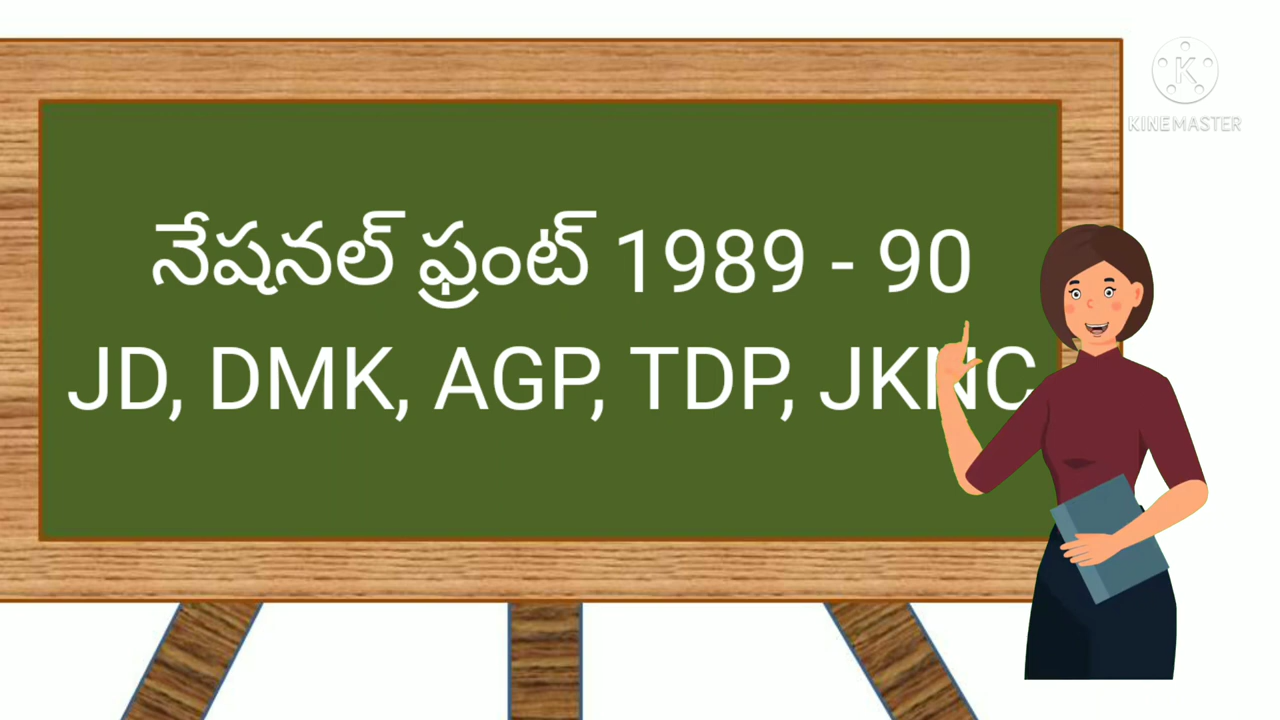 నేషనల్ ఫ్రంట్ 1989 - 90
JD, DMK, AGP, TDP, JKNC
KINEMASTER